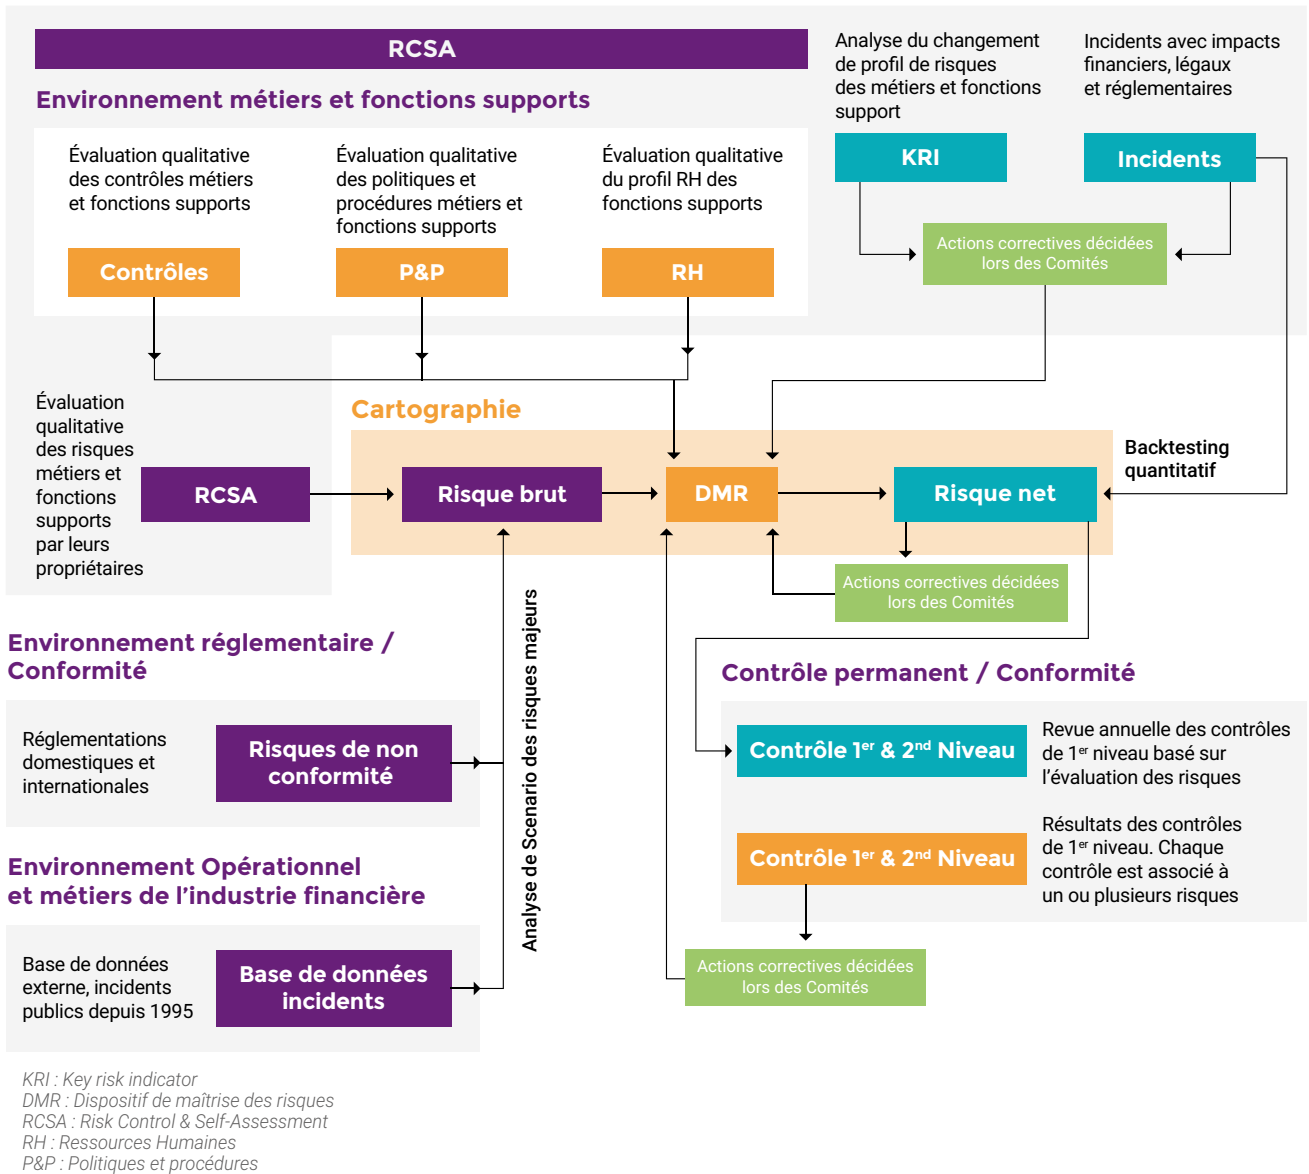 RCSA
Environnement métiers et fonctions supports
Évaluation qualitative
des contrôles métiers
et fonctions supports
Contrôles
Évaluation qualitative
des politiques et
procédures métiers et
fonctions supports
P&P
Évaluation qualitative
du profil RH des
fonctions supports
RH
Analyse du changement
de profil de risques
des métiers et fonctions
support
KRI
Incidents avec impacts
financiers, légaux
et réglementaires
Incidents
Actions correctives décidées
lors des Comités
Évaluation
qualitative
des risques
métiers et
fonctions
supports
par leurs
propriétaires
RCSA
Cartographie
Risque brut
DMR
Risque net
Backtesting
quantitatif
Actions correctives décidées
lors des Comités
Analyse de Scenario des risques majeurs
Environnement réglementaire /
Conformité
Réglementations
domestiques et
internationales
Risques de non
conformité
Environnement Opérationnel
et métiers de l’industrie financière
Base de données
externe, incidents
publics depuis 1995
Base de données
incidents
Contrôle permanent / Conformité
Contrôle 1er & 2nd Niveau
Revue annuelle des contrôles
de 1er niveau basé sur
l’évaluation des risques
Contrôle 1er & 2nd Niveau
Résultats des contrôles
de 1er niveau. Chaque
contrôle est associé à
un ou plusieurs risques
Actions correctives décidées
lors des Comités
KRI : Key risk indicator
DMR : Dispositif de maîtrise des risques
RCSA : Risk Control & Self-Assessment
RH : Ressources Humaines
P&P : Politiques et procédures